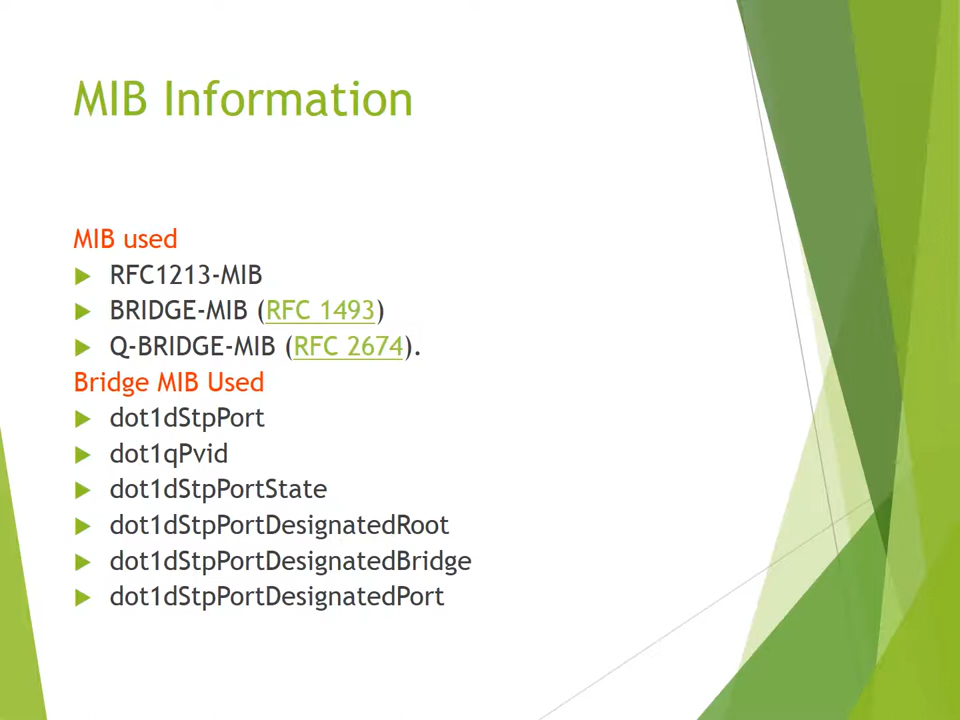 MIB Information
MIB used
RFC1213-MIB
BRIDGE-MIB (RFC 1493)
Q-BRIDGE-MIB (RFC 2674).
Bridge MIB Used
dot1dStpPort
dot1qPvid
dot1dStpPortState
dot1dStpPortDesignatedRoot
dot1dStpPortDesignatedBridge
dot1dStpPortDesignatedPort